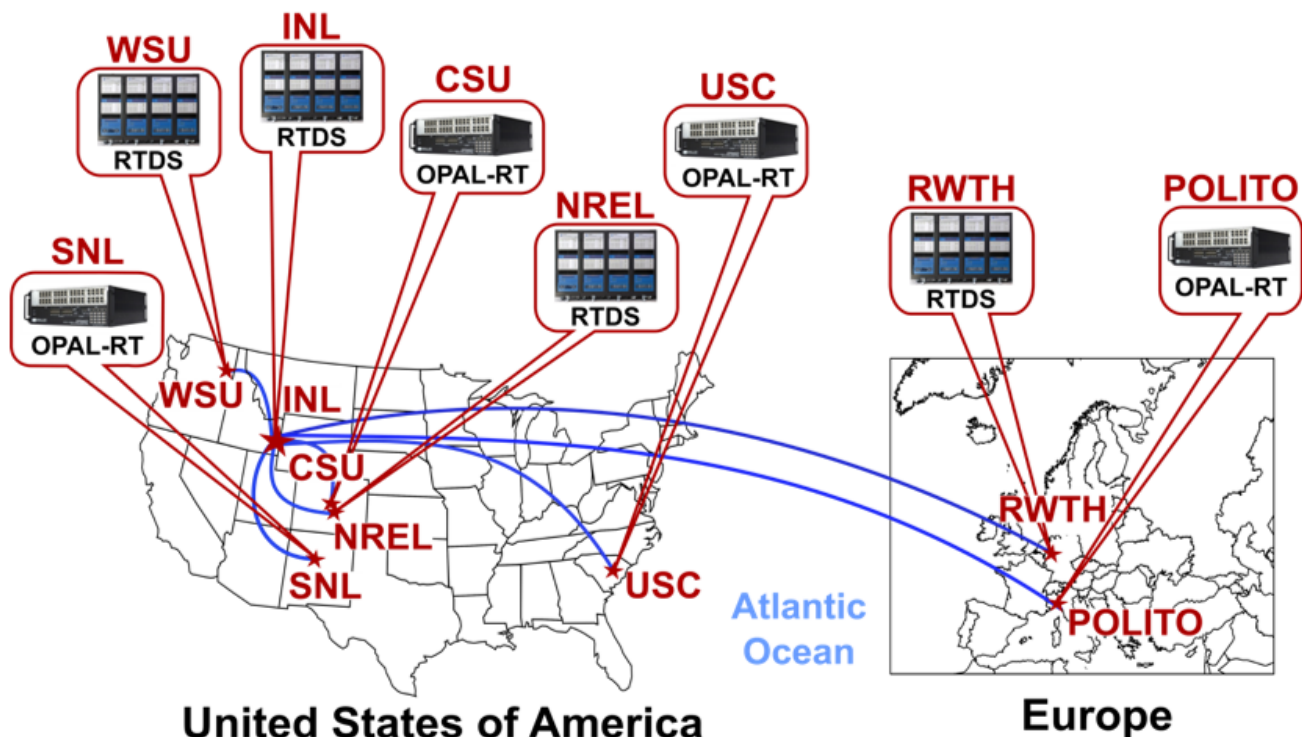 WSU
RTDS
INL
RTDS
CSU
OPAL-RT
USC
OPAL-RT
NREL
RTDS
SNL
OPAL-RT
RWTH
RTDS
POLITO
OPAL-RT
WSU
INL
CSU
NREL
SNL
USC
RWTH
POLITO
Atlantic
Ocean
United States of America
Europe